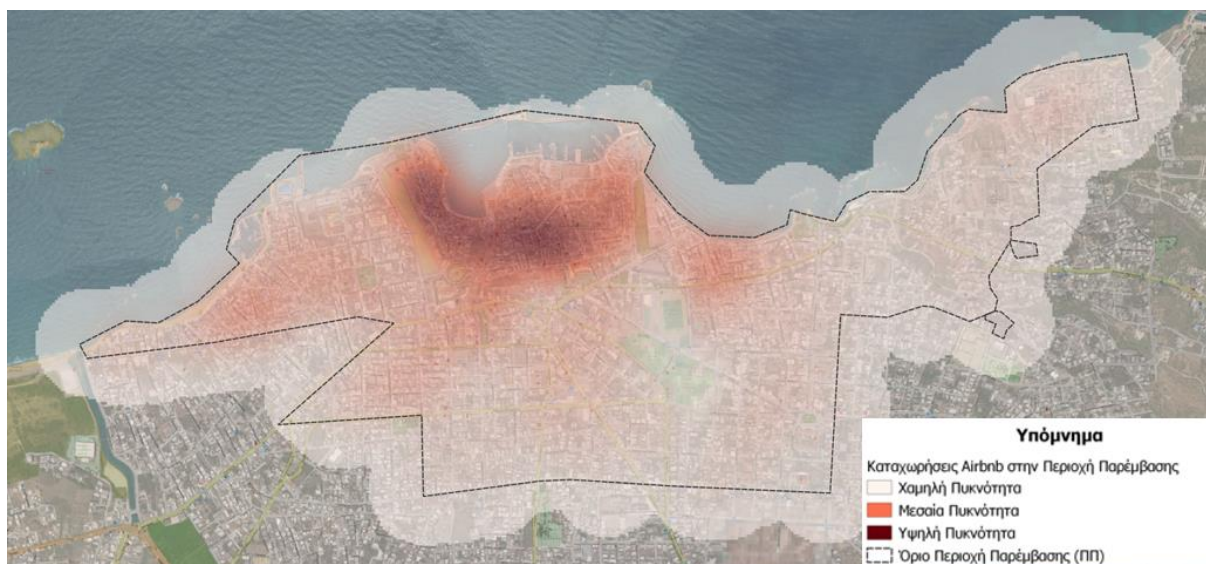 Υπόμνημα
Καταχωρήσεις Airbnb στην Περιοχή Παρέμβασης
Χαμηλή Πυκνότητα
Μεσαία Πυκνότητα
Υψηλή Πυκνότητα
Όριο Περιοχή Παρέμβασης (ΠΠ)